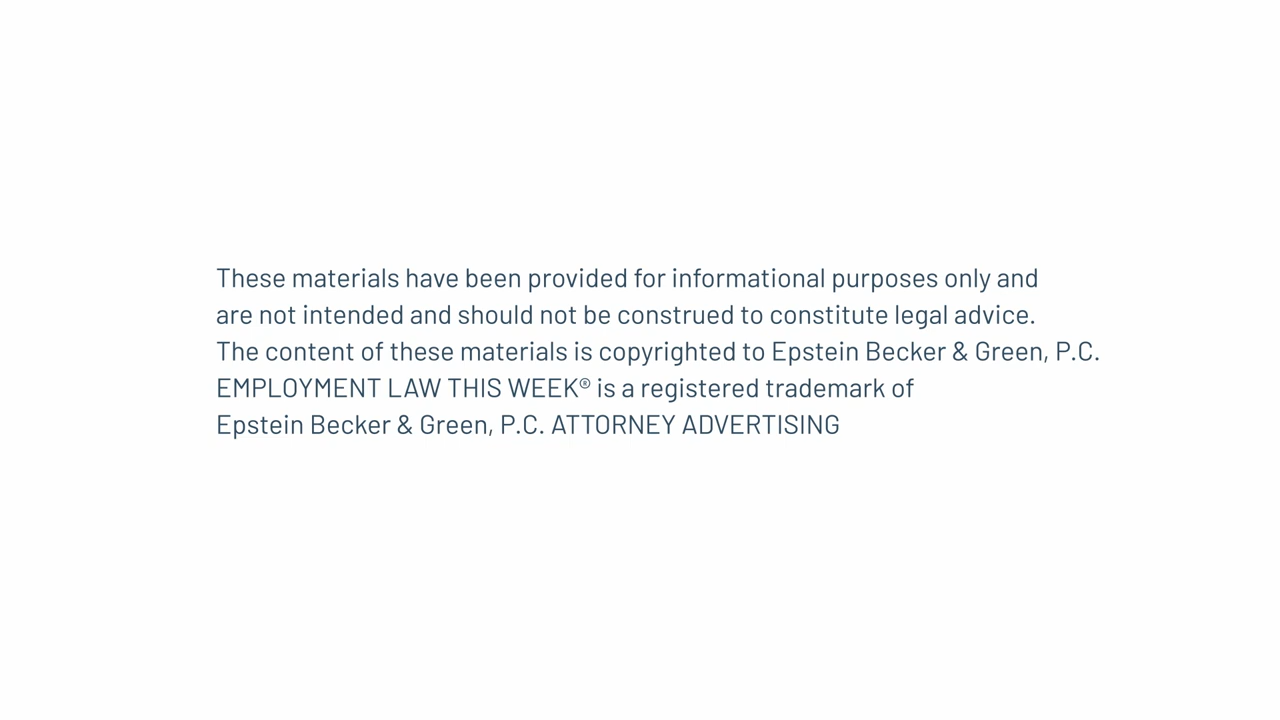 These materials have been provided for informational purposes only and
are not intended and should not be construed to constitute legal advice.
The content of these materials is copyrighted to Epstein Becker & Green, P.C.
EMPLOYMENT LAW THIS WEEK® is a registered trademark of
Epstein Becker & Green, P.C. ATTORNEY ADVERTISING